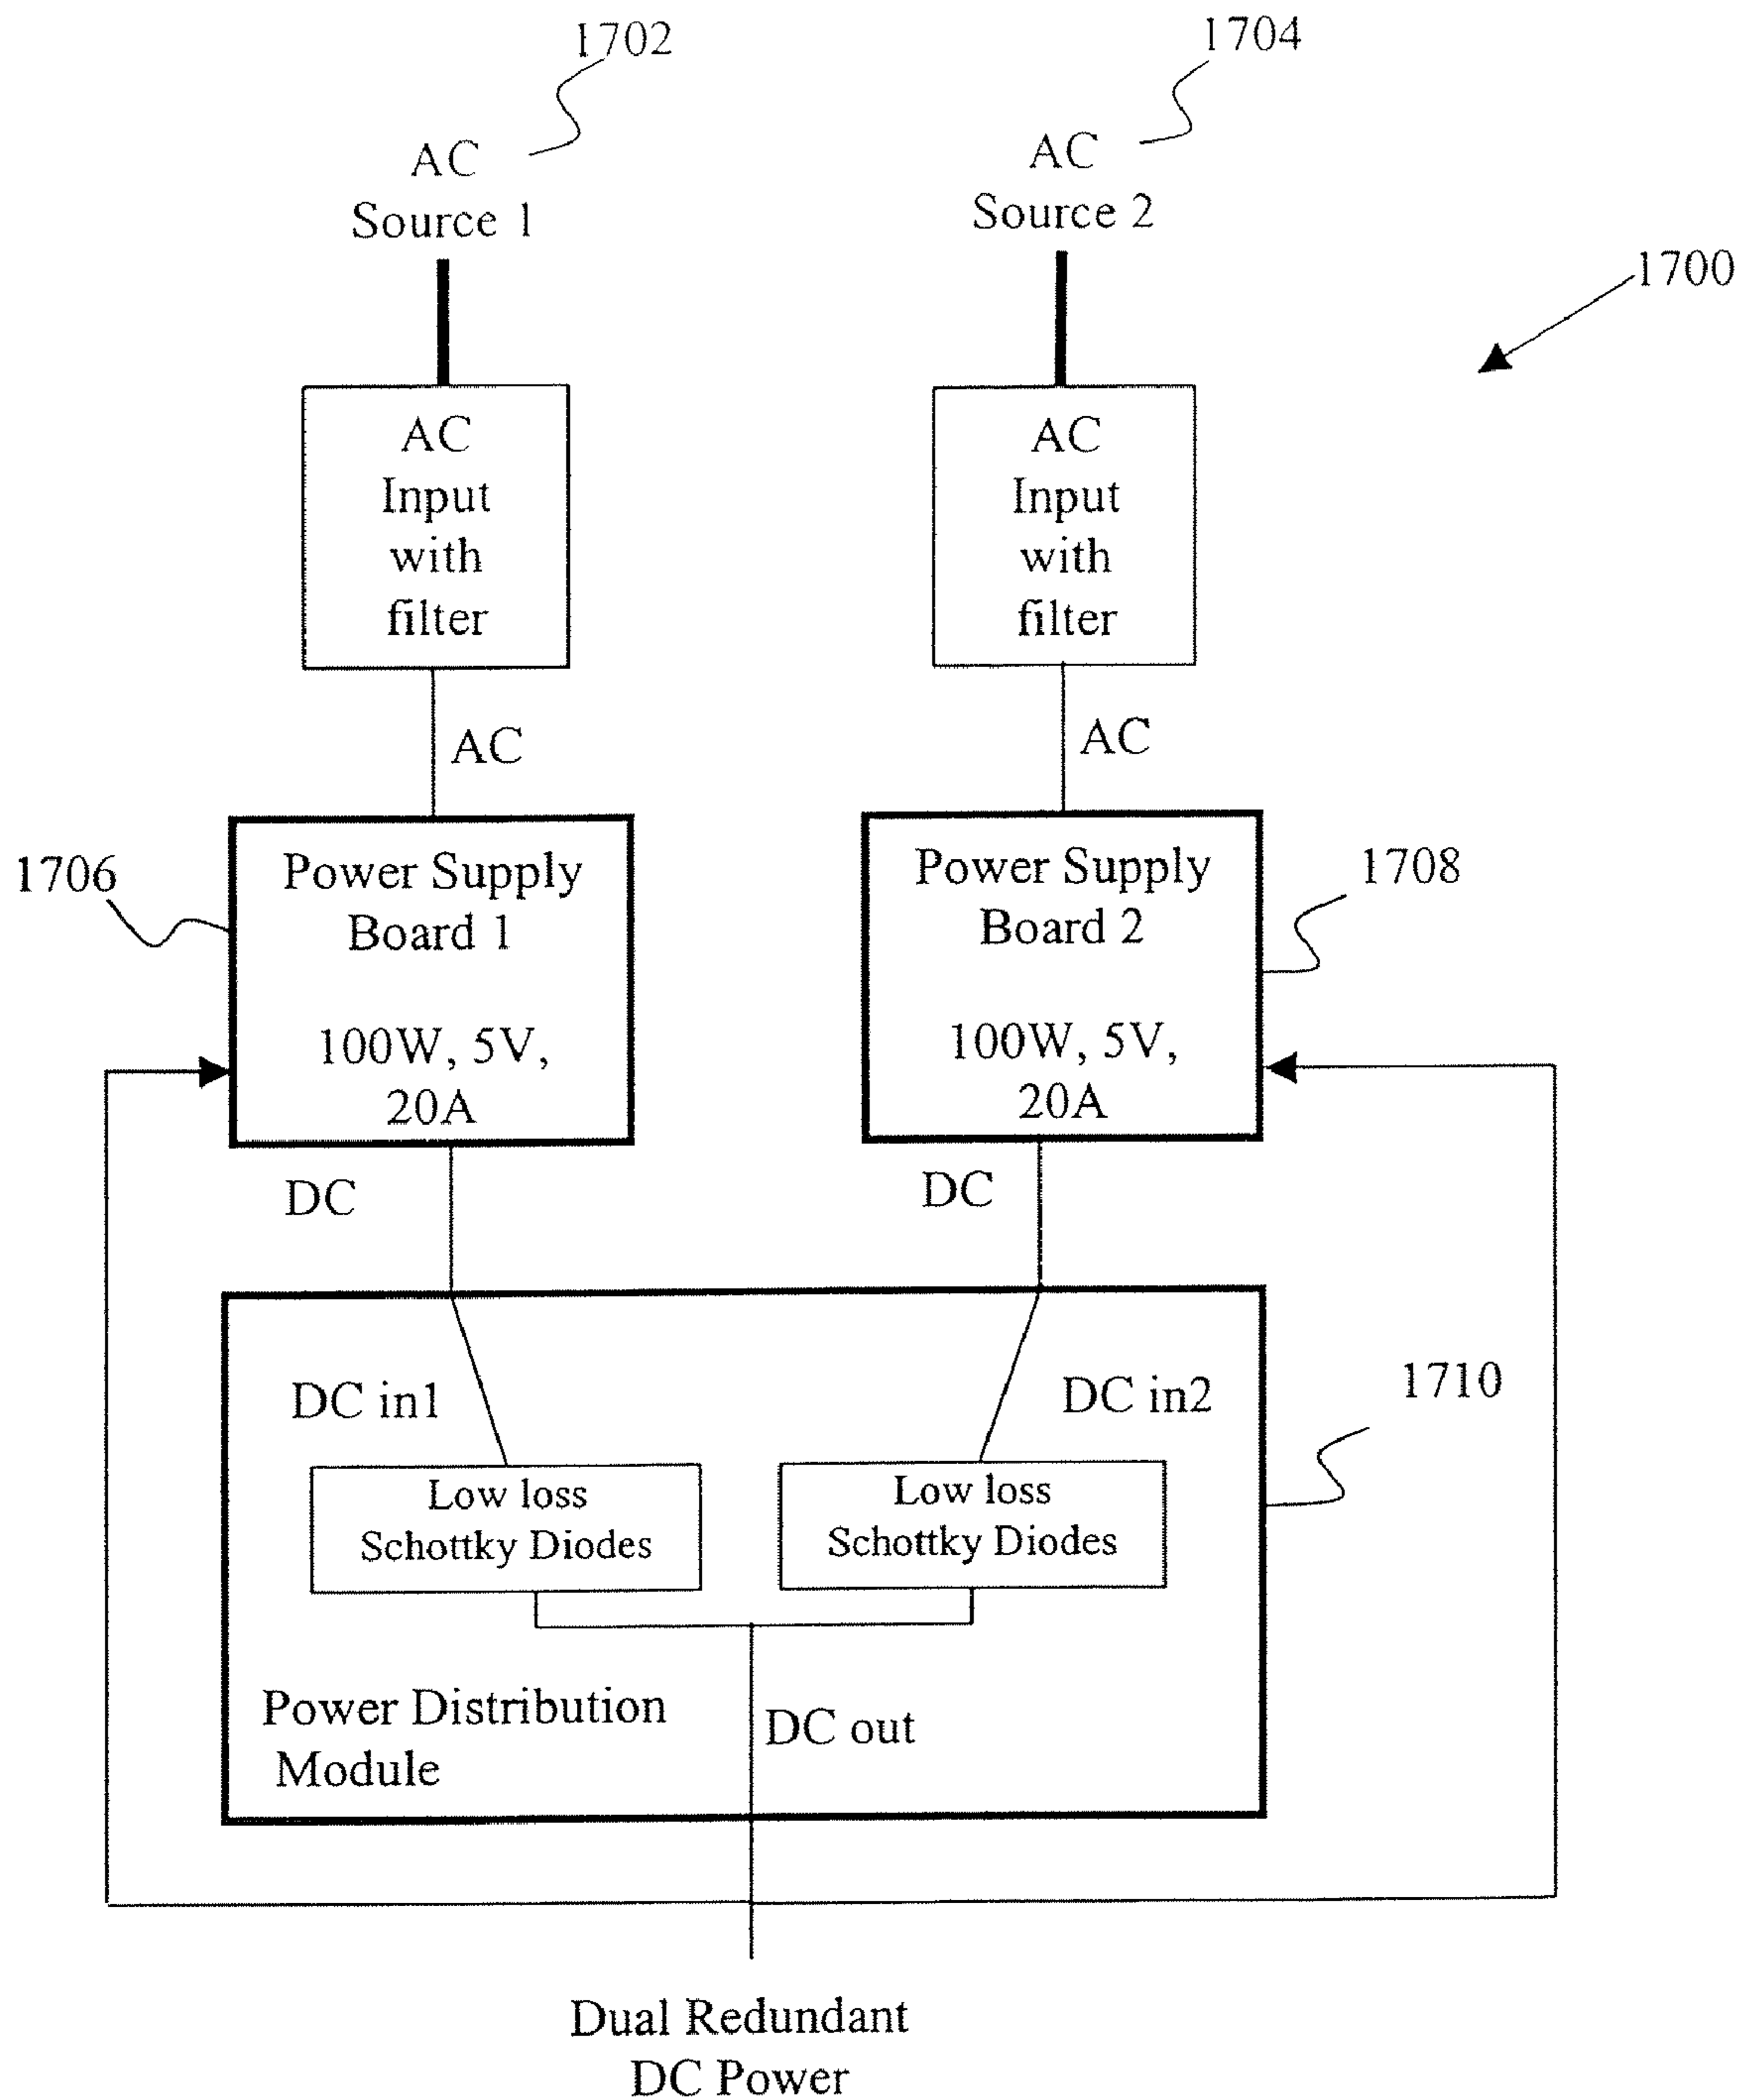 1702
1704
AC
Source 1
AC
Source 2
1700
AC
Input
with
filter
AC
Input
with
filter
AC
AC
1706
Power Supply
Board 1
100W, 5V,
20A
Power Supply
Board 2
100W, 5V,
20A
1708
DC
DC
DC in1
DC in2
1710
Low loss
Schottky Diodes
Low loss
Schottky Diodes
Power Distribution
Module
DC out
Dual Redundant
DC Power